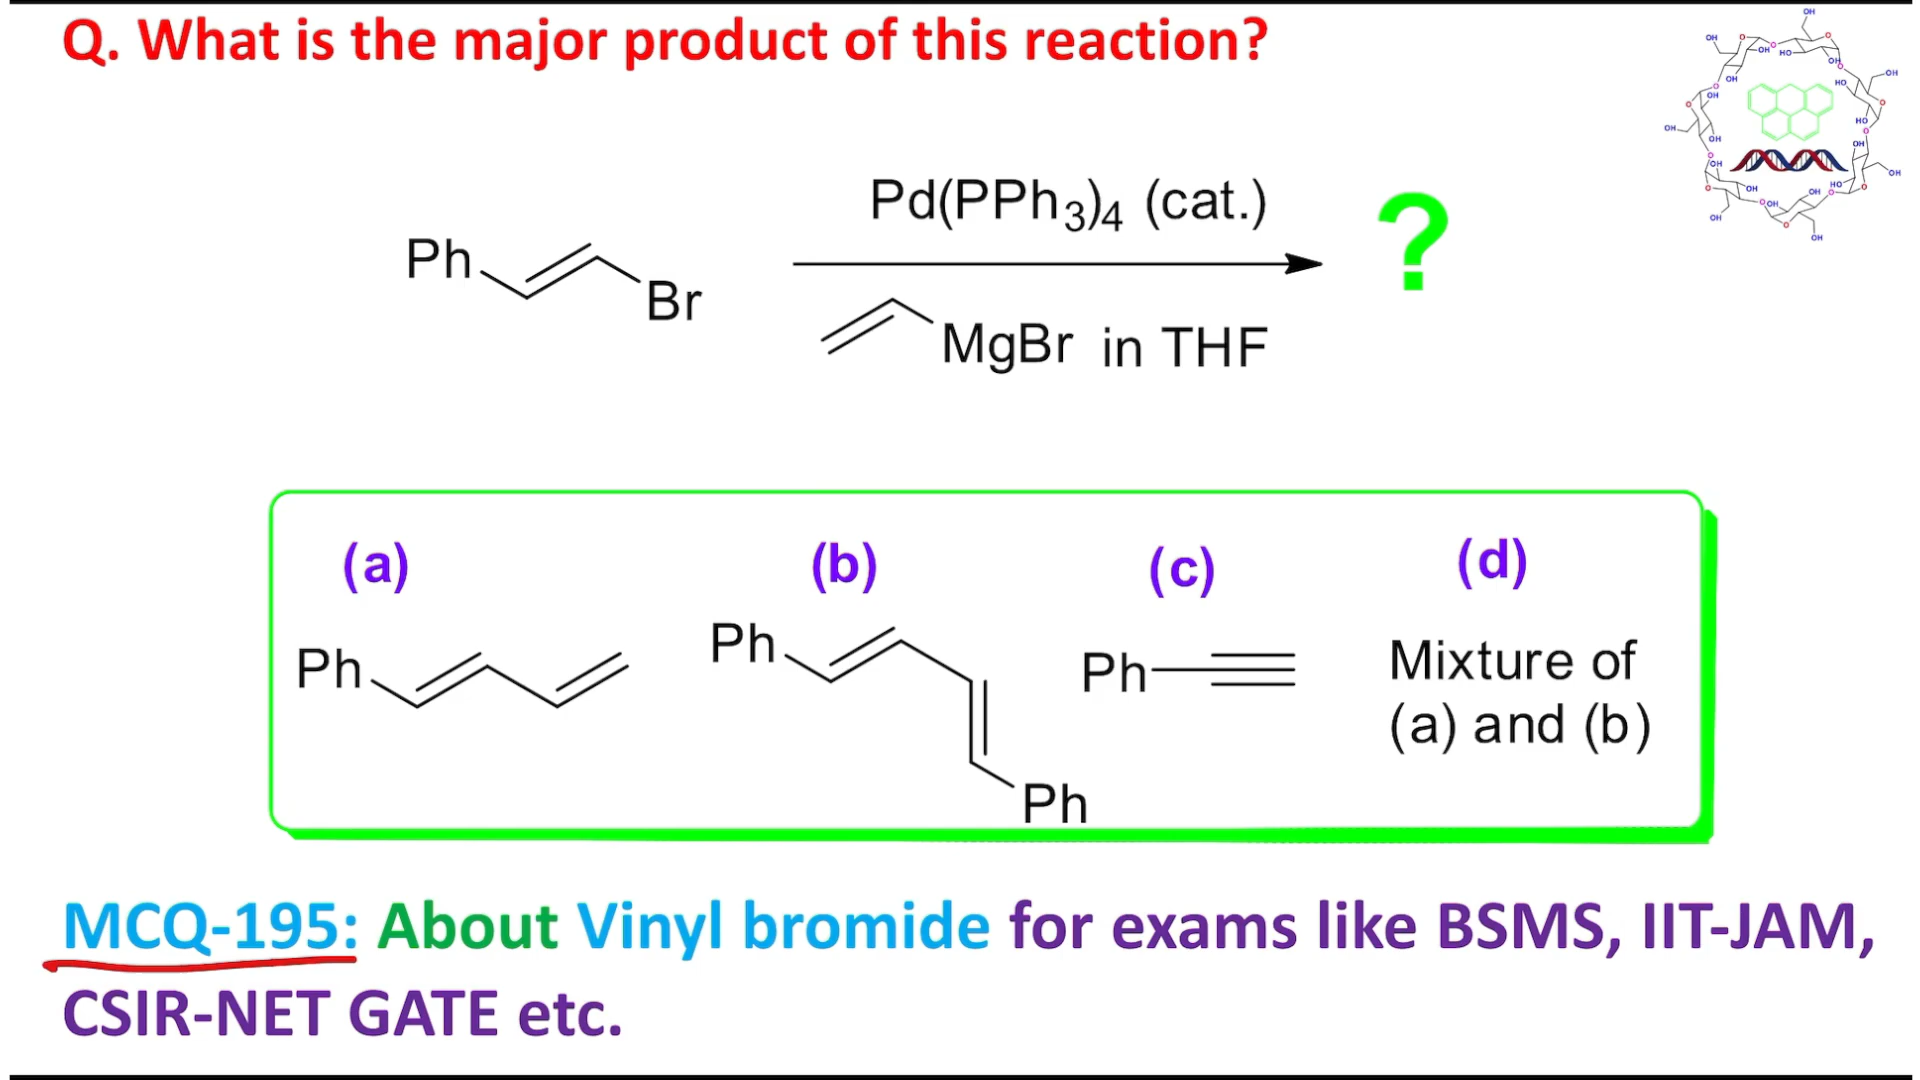 Q. What is the major product of this reaction?
Pd(PPh3)4 (cat.)
Ph
Br
MgBr in THF
?
(a) (b) (c) (d)
Ph
Ph
Ph
Ph
Mixture of
(a) and (b)
MCQ-195: About Vinyl bromide for exams like BSMS, IIT-JAM,
CSIR-NET GATE etc.